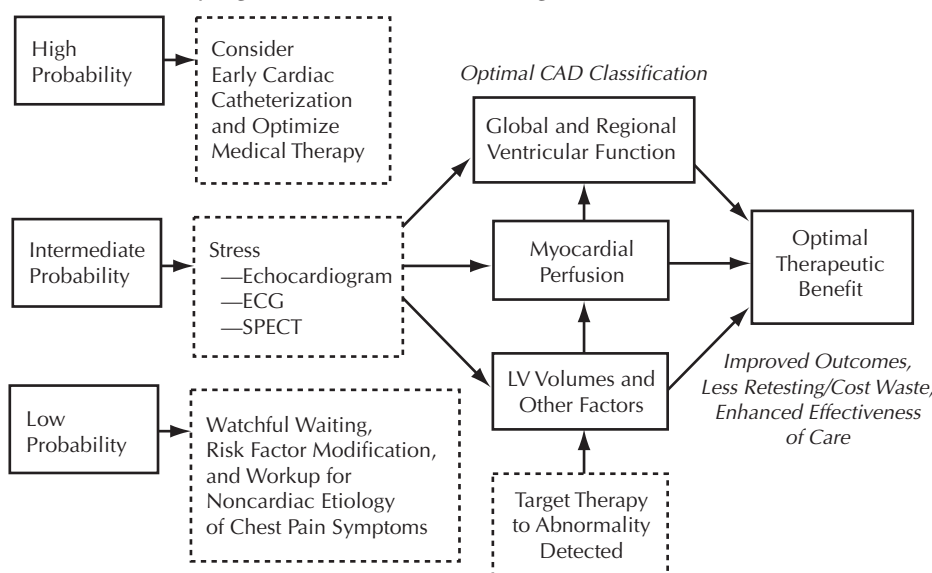 High
Probability
Consider
Early Cardiac
Catheterization
and Optimize
Medical Therapy
Optimal CAD Classification
Global and Regional
Ventricular Function
Intermediate
Probability
Stress
—Echocardiogram
—ECG
—SPECT
Myocardial
Perfusion
Optimal
Therapeutic
Benefit
LV Volumes and
Other Factors
Improved Outcomes,
Less Retesting/Cost Waste,
Enhanced Effectiveness
of Care
Low
Probability
Watchful Waiting,
Risk Factor Modification,
and Workup for
Noncardiac Etiology
of Chest Pain Symptoms
Target Therapy
to Abnormality
Detected